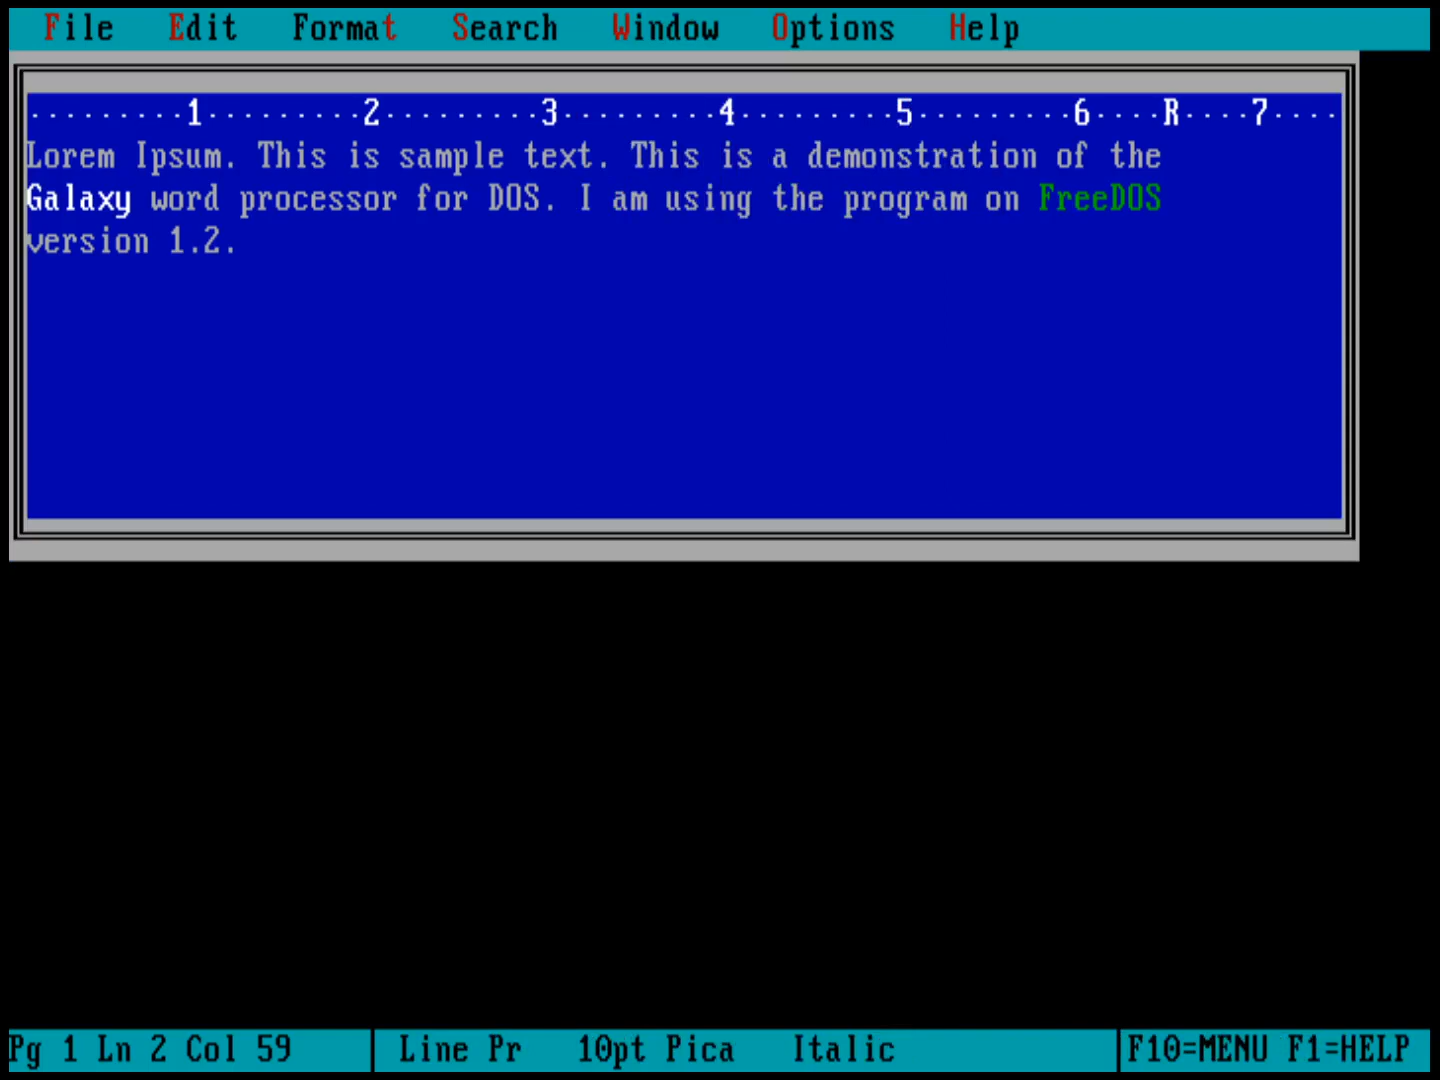 File Edit Format Search Window Options Help
.........1.........2.........3.........4.........5.........6....R....7....
Lorem Ipsum. This is sample text. This is a demonstration of the
Galaxy word processor for DOS. I am using the program on FreeDOS
version 1.2.
Pg 1 Ln 2 Col 59 Line Pr 10pt Pica Italic F10=MENU F1=HELP